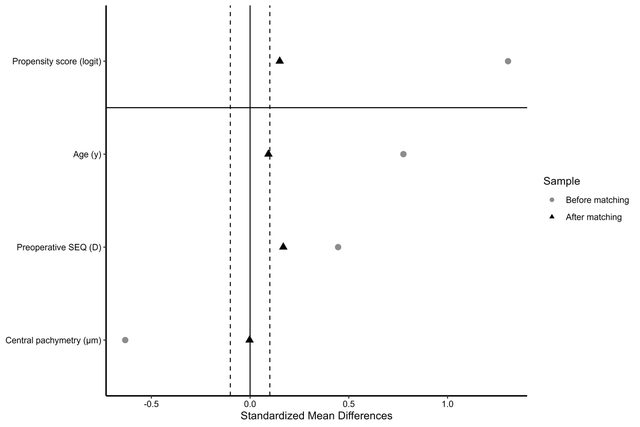 Propensity score (logit)
Age (y)
Preoperative SEQ (D)
Central pachymetry (µm)
-0.5
0.0
0.5
1.0
Standardized Mean Differences
Sample
Before matching
After matching